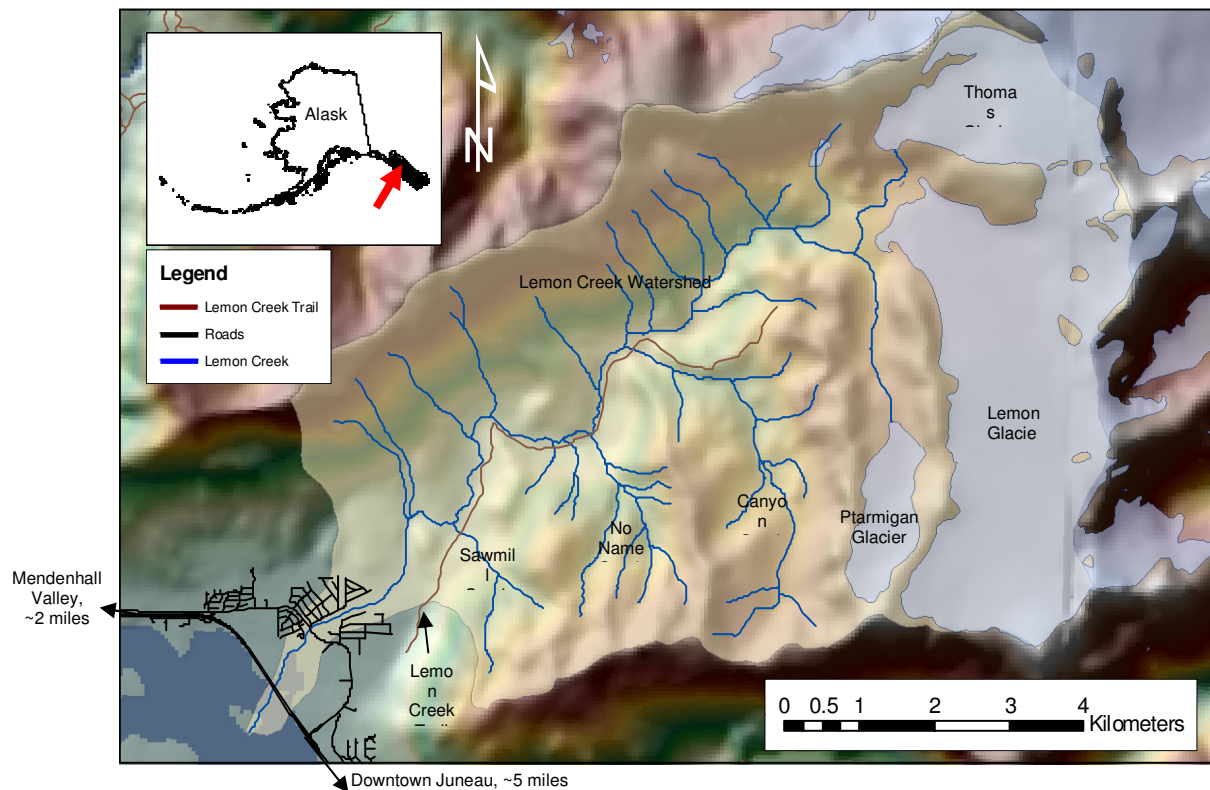 Alask
N
Thoma
s
Legend
Lemon Creek Trail
Roads
Lemon Creek
Lemon Creek Watershed
Lemon
Glacie
Canyo
n
Ptarmigan
Glacier
No
Name
Sawmil
l
Mendenhall
Valley,
~2 miles
Lemo
n
Creek
0 0.5 1 2 3 4
Kilometers
Downtown Juneau, ~5 miles